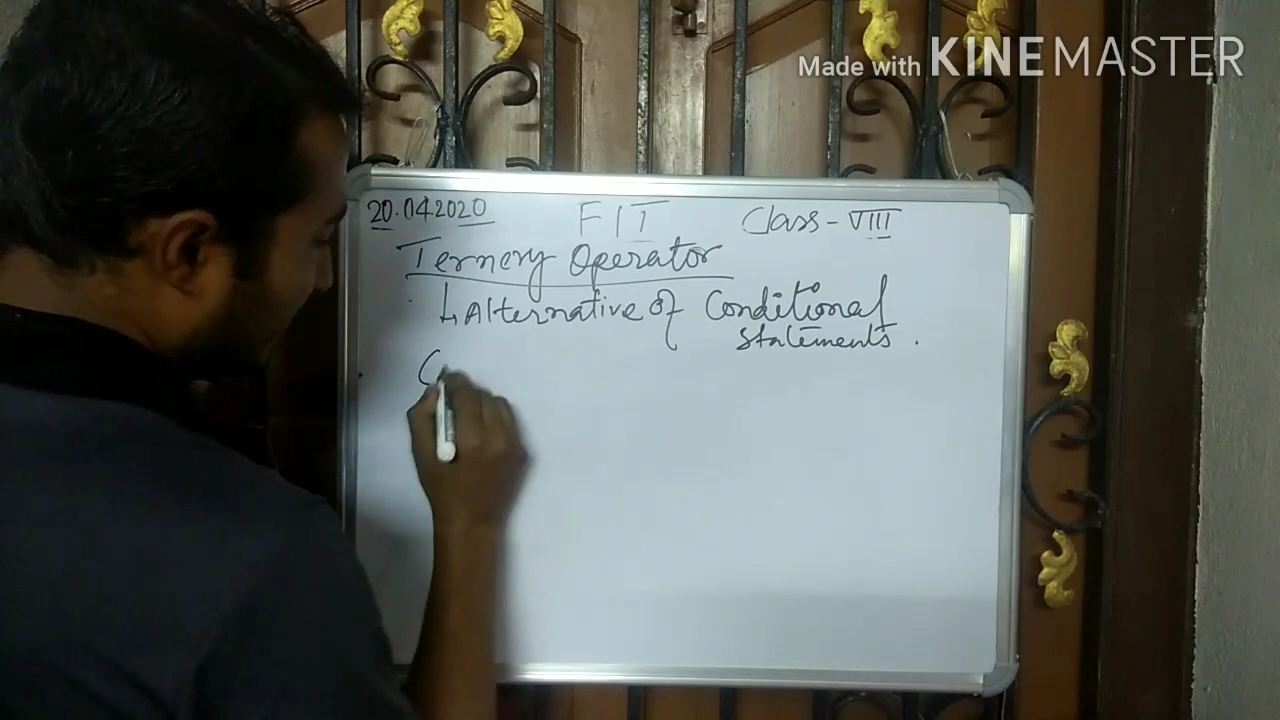 Made with KINEMASTER
20.04.2020 FIT Class-VIII
Ternery Operator
↳ Alternative of Conditional
statements.
(